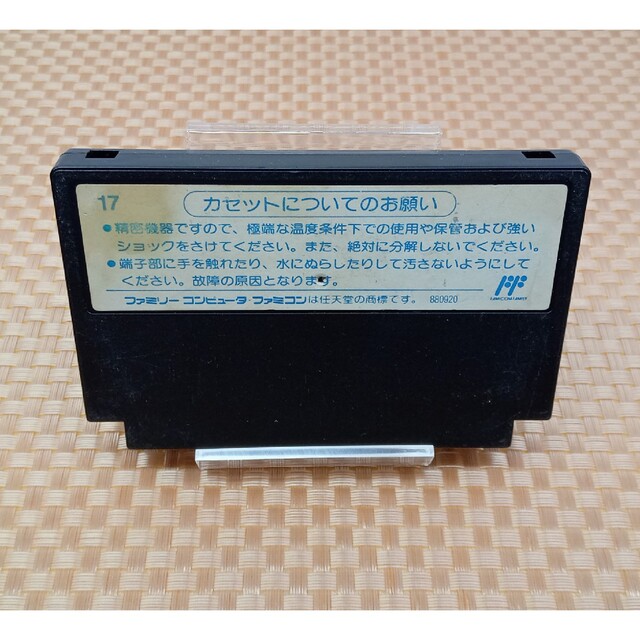 17
カセットについてのお願い
●精密機器ですので、極端な温度条件下での使用や保管および強い
ショックをさけてください。また、絶対に分解しないでください。
●端子部に手を触れたり、水にぬらしたりして汚さないようにして
ください。故障の原因となります。
ファミリー コンピュータ・ファミコンは任天堂の商標です。 880920